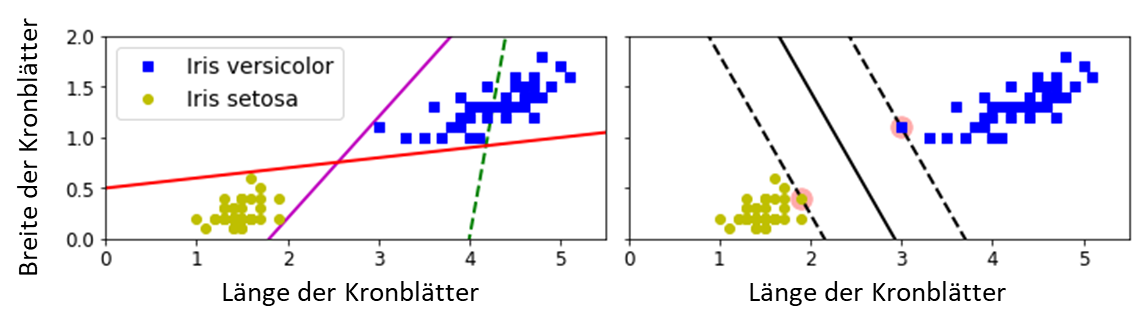 Breite der Kronblätter
2.0
1.5
1.0
0.5
0.0
Iris versicolor
Iris setosa
0 1 2 3 4 5
Länge der Kronblätter
0 1 2 3 4 5
Länge der Kronblätter